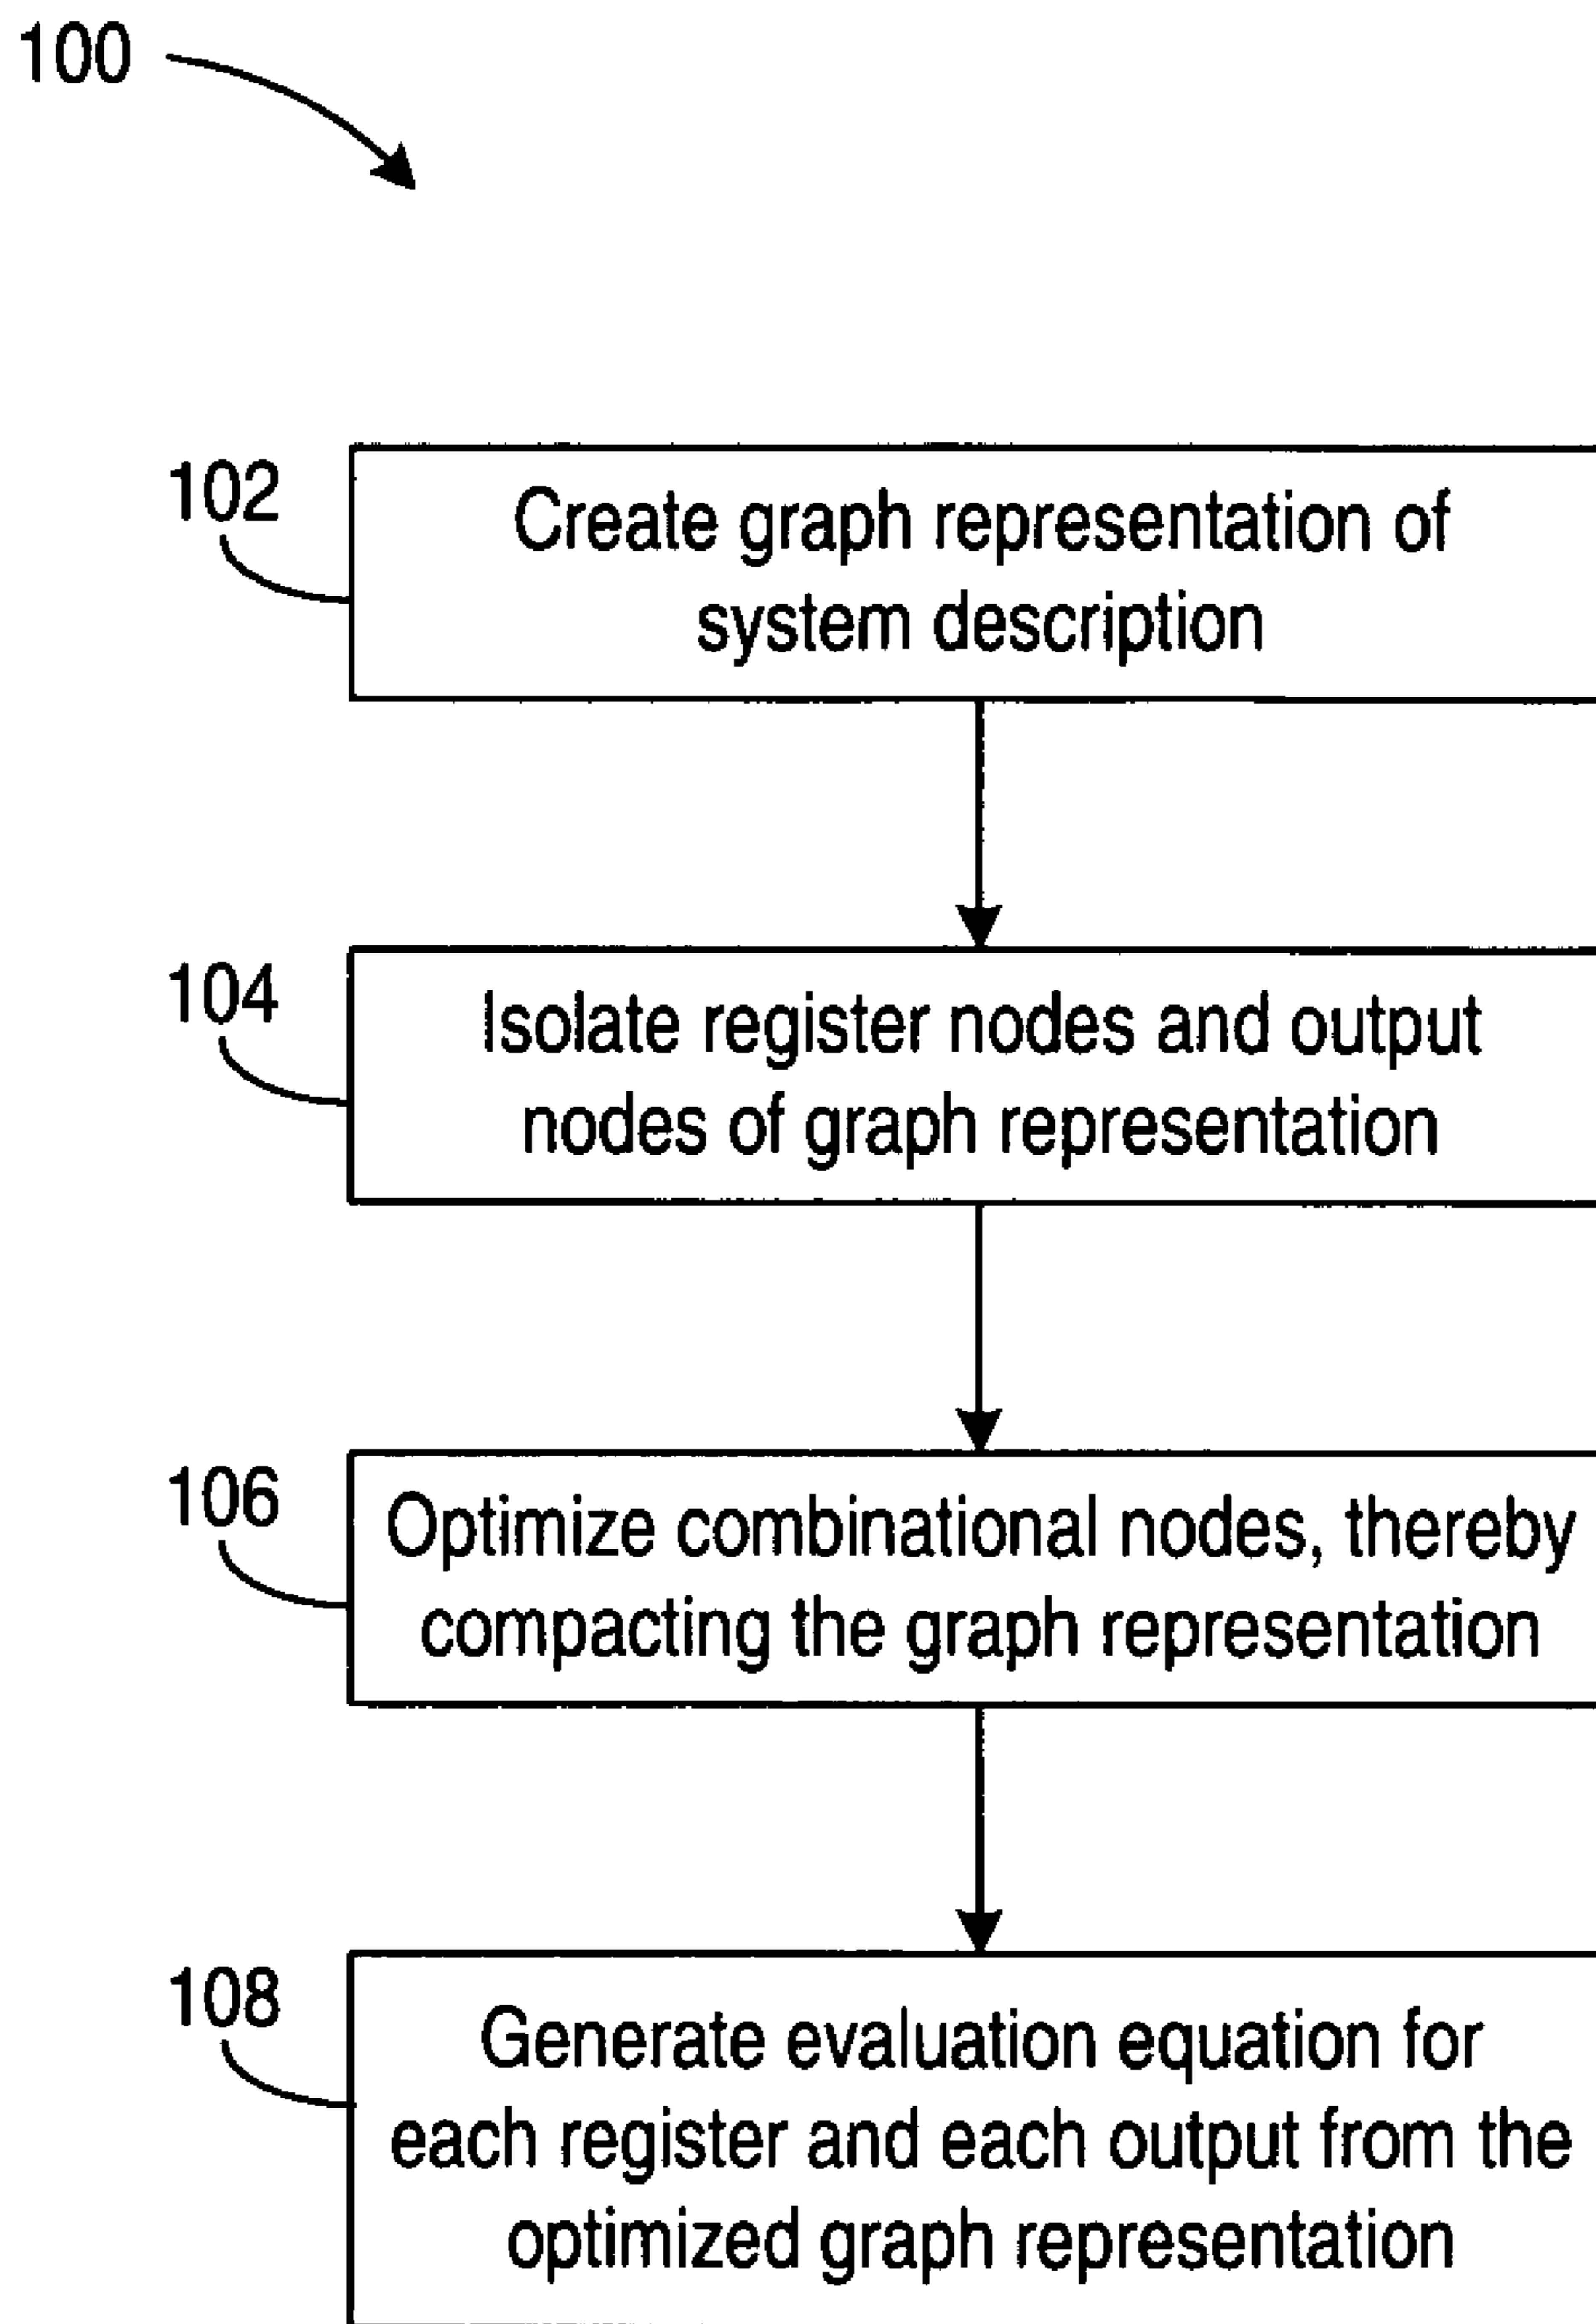 100
102
Create graph representation of
system description
104
Isolate register nodes and output
nodes of graph representation
106
Optimize combinational nodes, thereby
compacting the graph representation
108
Generate evaluation equation for
each register and each output from the
optimized graph representation